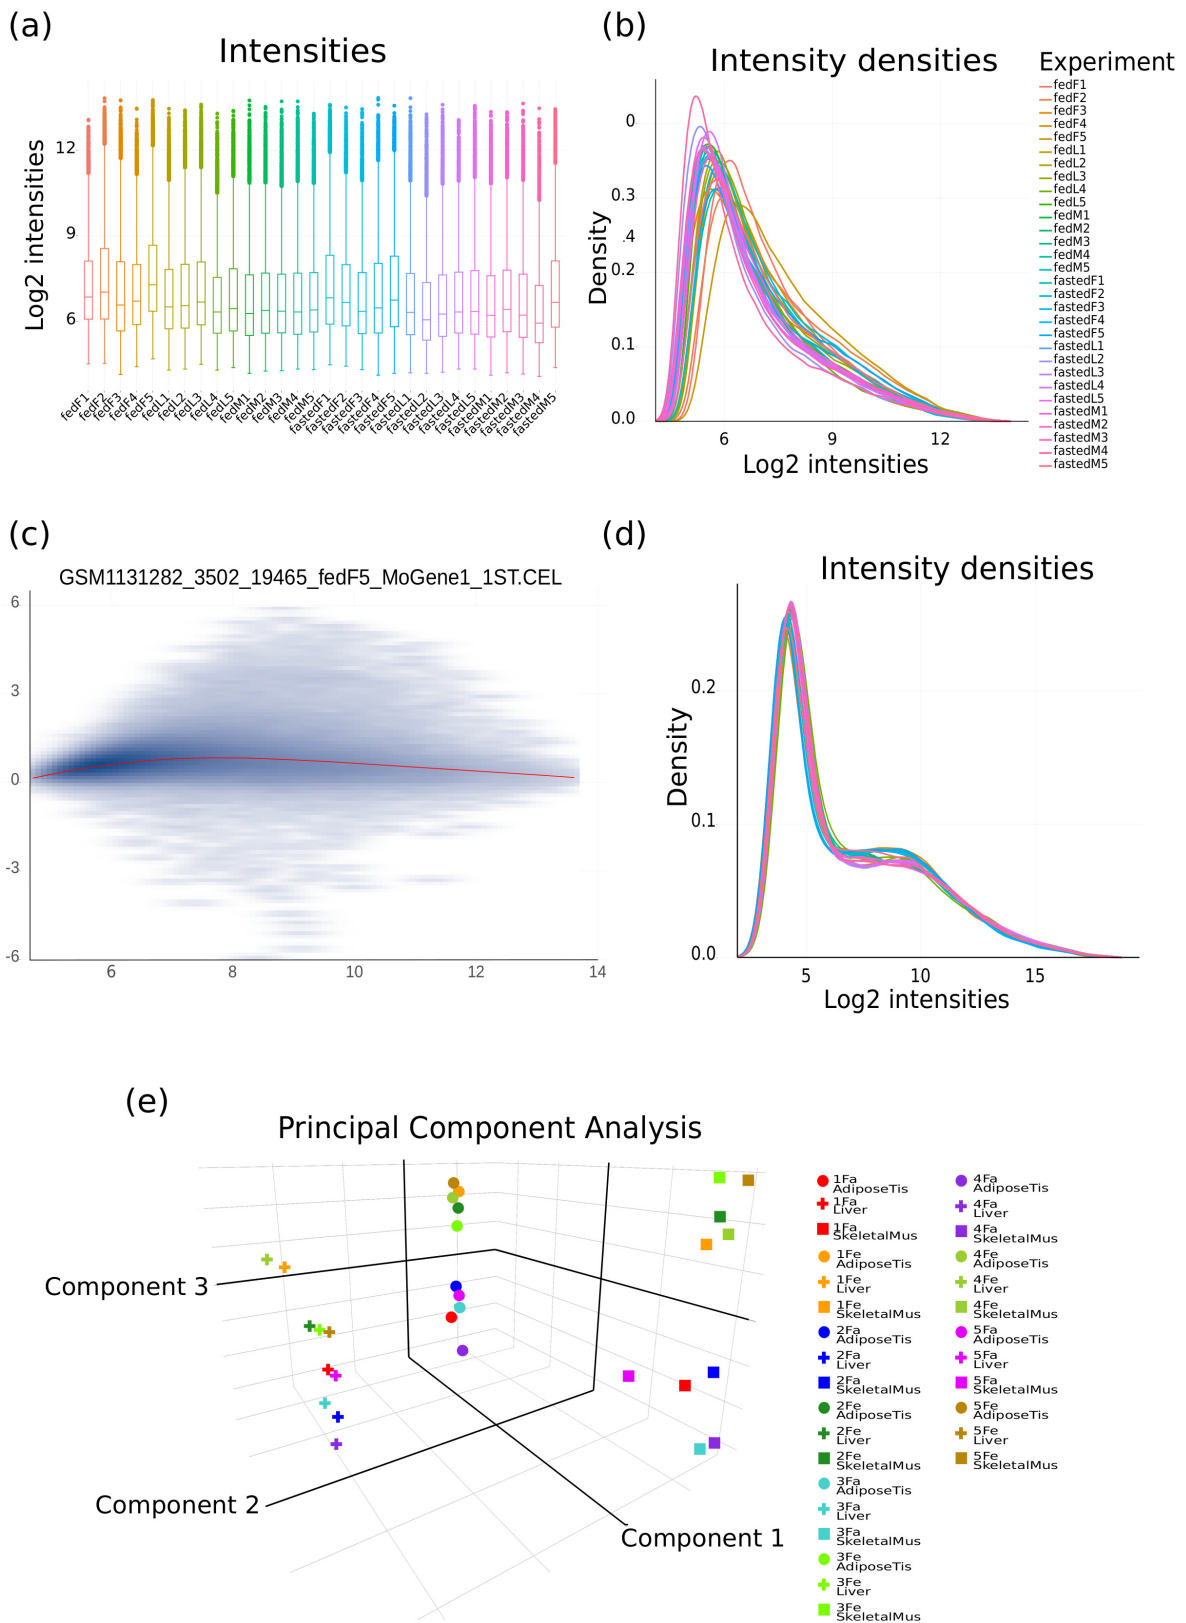 (a)
Intensities
Log2 intensities
12
9
6
fedF1
fedF2
fedF3
fedF4
fedF5
fedL1
fedL2
fedL3
fedL4
fedL5
fedM1
fedM2
fedM3
fedM4
fedM5
fastedF1
fastedF2
fastedF3
fastedF4
fastedF5
fastedL1
fastedL2
fastedL3
fastedL4
fastedL5
fastedM1
fastedM2
fastedM3
fastedM4
fastedM5
(b)
Intensity densities
Density
0.
0.3
.4
0.2
0.1
0.0
6
9
12
Log2 intensities
Experiment
fedF1
fedF2
fedF3
fedF4
fedF5
fedL1
fedL2
fedL3
fedL4
fedL5
fedM1
fedM2
fedM3
fedM4
fedM5
fastedF1
fastedF2
fastedF3
fastedF4
fastedF5
fastedL1
fastedL2
fastedL3
fastedL4
fastedL5
fastedM1
fastedM2
fastedM3
fastedM4
fastedM5
(c)
GSM1131282_3502_19465_fedF5_MoGene1_1ST.CEL
6
3
0
-3
-6
6
8
10
12
14
(d)
Intensity densities
Density
0.2
0.1
0.0
5
10
15
Log2 intensities
(e)
Principal Component Analysis
Component 3
Component 2
Component 1
1Fa
AdiposeTis
1Fa
Liver
1Fa
SkeletalMus
1Fe
AdiposeTis
1Fe
Liver
1Fe
SkeletalMus
2Fa
AdiposeTis
2Fa
Liver
2Fa
SkeletalMus
2Fe
AdiposeTis
2Fe
Liver
2Fe
SkeletalMus
3Fa
AdiposeTis
3Fa
Liver
3Fa
SkeletalMus
3Fe
AdiposeTis
3Fe
Liver
3Fe
SkeletalMus
4Fa
AdiposeTis
4Fa
Liver
4Fa
SkeletalMus
4Fe
AdiposeTis
4Fe
Liver
4Fe
SkeletalMus
5Fa
AdiposeTis
5Fa
Liver
5Fa
SkeletalMus
5Fe
AdiposeTis
5Fe
Liver
5Fe
SkeletalMus